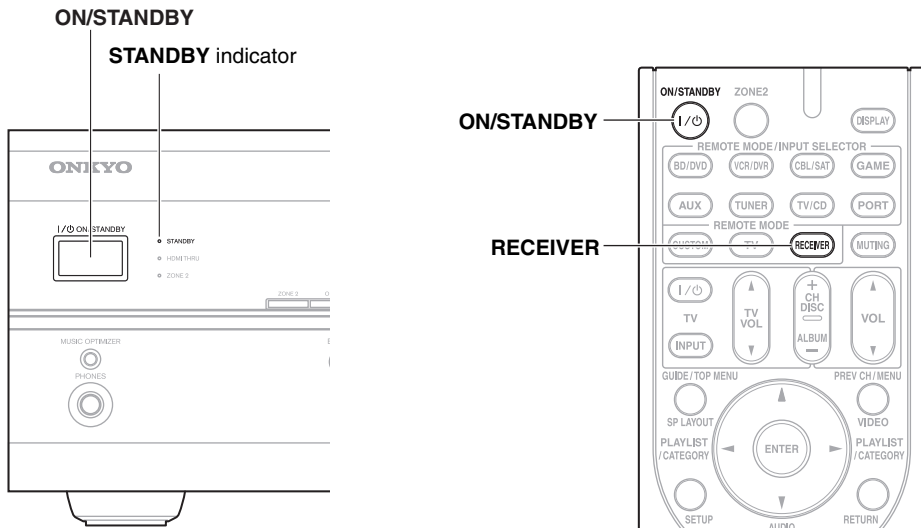 ON/STANDBY
STANDBY indicator
ONKYO
I/⏻ ON/STANDBY
STANDBY
HDMI THRU
ZONE 2
ZONE 2
MUSIC OPTIMIZER
PHONES
ON/STANDBY
RECEIVER
ON/STANDBY ZONE2
I/⏻ DISPLAY
REMOTE MODE/INPUT SELECTOR
BD/DVD VCR/DVR CBL/SAT GAME
AUX TUNER TV/CD PORT
REMOTE MODE
CUSTOM TV RECEIVER MUTING
I/⏻ + CH DISC
TV TV VOL VOL
INPUT ALBUM −
GUIDE/TOP MENU PREV CH/MENU
SP LAYOUT VIDEO
PLAYLIST /CATEGORY ENTER PLAYLIST /CATEGORY
SETUP AUDIO RETURN